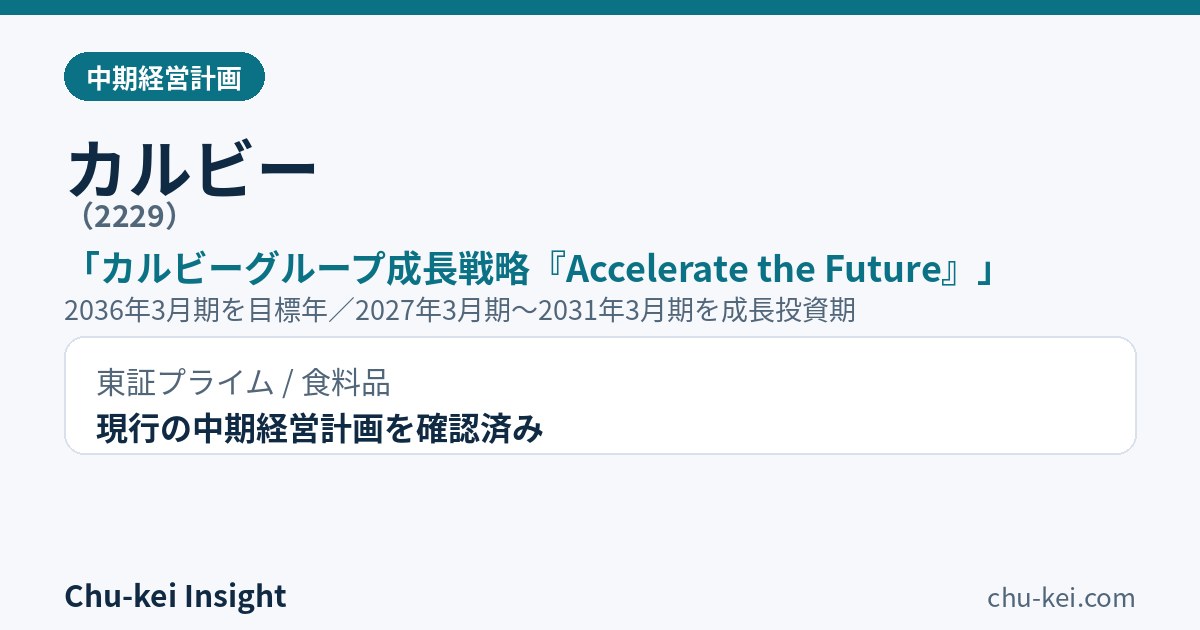 中期経営計画
カルビー
（2229）
「カルビーグループ成長戦略『Accelerate the Future』」
2036年3月期を目標年／2027年3月期〜2031年3月期を成長投資期
東証プライム / 食料品
現行の中期経営計画を確認済み
Chu-kei Insight
chu-kei.com